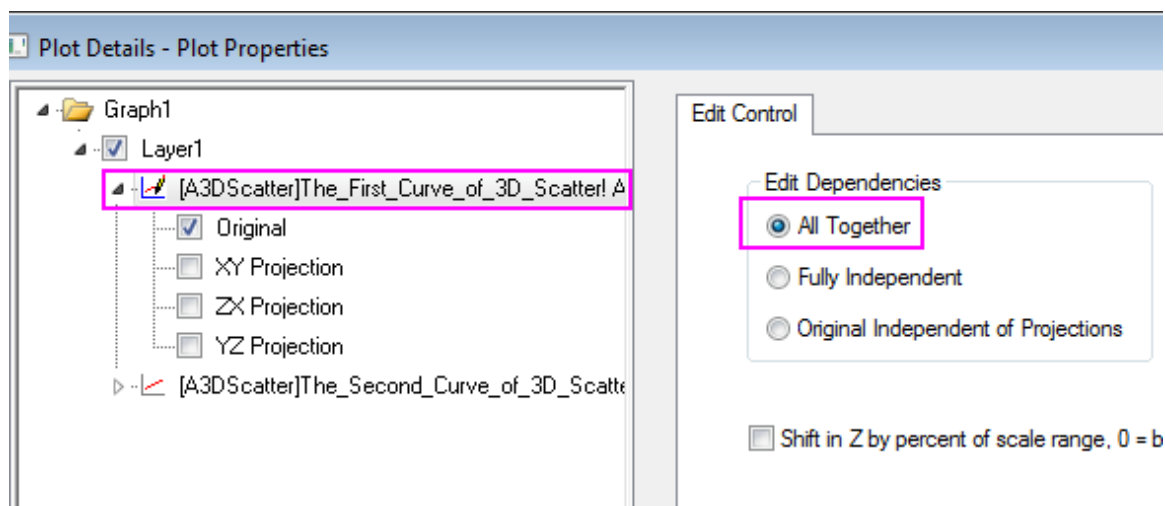 Plot Details - Plot Properties
Graph1
Layer1
[A3DScatter]The_First_Curve_of_3D_Scatter! A
Original
XY Projection
ZX Projection
YZ Projection
[A3DScatter]The_Second_Curve_of_3D_Scatte
Edit Control
Edit Dependencies
All Together
Fully Independent
Original Independent of Projections
Shift in Z by percent of scale range, 0 = b